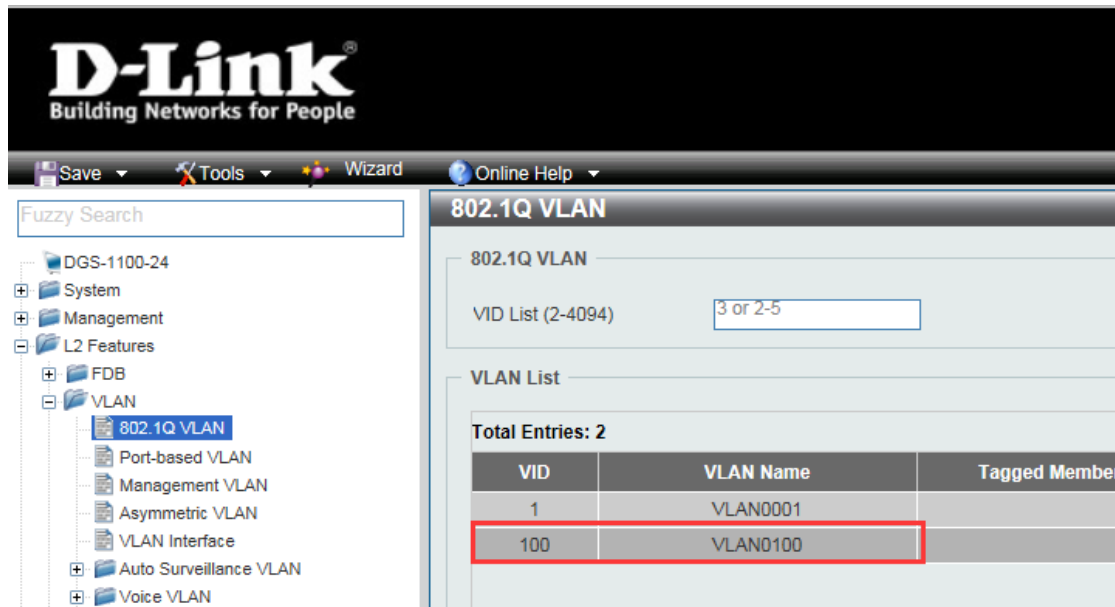 D-Link®
Building Networks for People
Save Tools Wizard Online Help
Fuzzy Search
DGS-1100-24
System
Management
L2 Features
FDB
VLAN
802.1Q VLAN
Port-based VLAN
Management VLAN
Asymmetric VLAN
VLAN Interface
Auto Surveillance VLAN
Voice VLAN
802.1Q VLAN
802.1Q VLAN
VID List (2-4094) 3 or 2-5
VLAN List
Total Entries: 2
VID VLAN Name Tagged Member
1 VLAN0001
100 VLAN0100